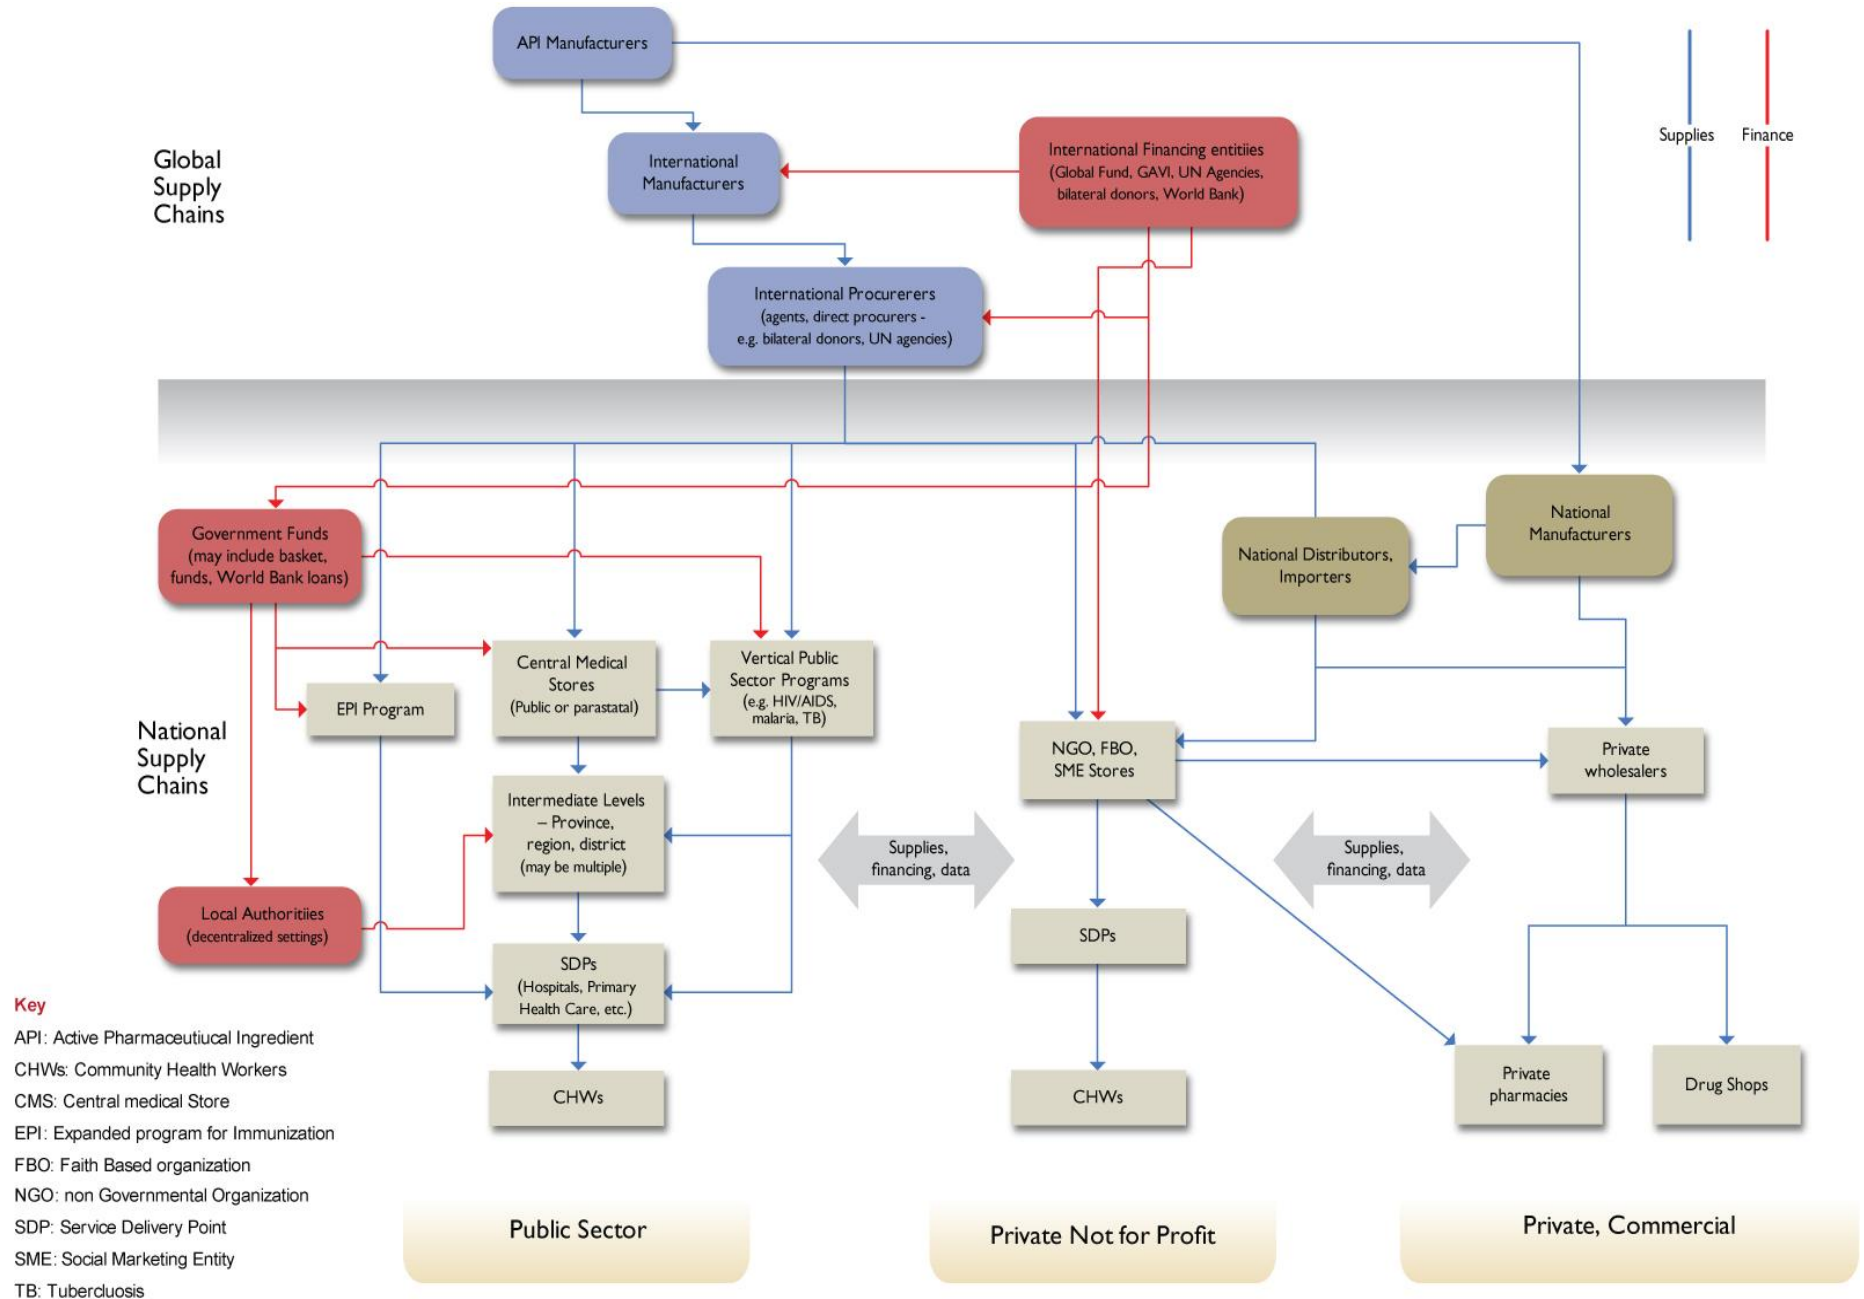 API Manufacturers
Global
Supply
Chains
International
Manufacturers
International Financing entitiies
(Global Fund, GAVI, UN Agencies,
bilateral donors, World Bank)
Supplies
Finance
International Procurerers
(agents, direct procurers -
e.g. bilateral donors, UN agencies)
Government Funds
(may include basket,
funds, World Bank loans)
National Distributors,
Importers
National
Manufacturers
National
Supply
Chains
EPI Program
Central Medical
Stores
(Public or parastatal)
Vertical Public
Sector Programs
(e.g. HIV/AIDS,
malaria, TB)
NGO, FBO,
SME Stores
Private
wholesalers
Intermediate Levels
– Province,
region, district
(may be multiple)
Supplies,
financing, data
Supplies,
financing, data
Local Authoritiies
(decentralized settings)
SDPs
(Hospitals, Primary
Health Care, etc.)
SDPs
CHWs
CHWs
Private
pharmacies
Drug Shops
Key
API: Active Pharmaceutiucal Ingredient
CHWs: Community Health Workers
CMS: Central medical Store
EPI: Expanded program for Immunization
FBO: Faith Based organization
NGO: non Governmental Organization
SDP: Service Delivery Point
SME: Social Marketing Entity
TB: Tubercluosis
Public Sector
Private Not for Profit
Private, Commercial